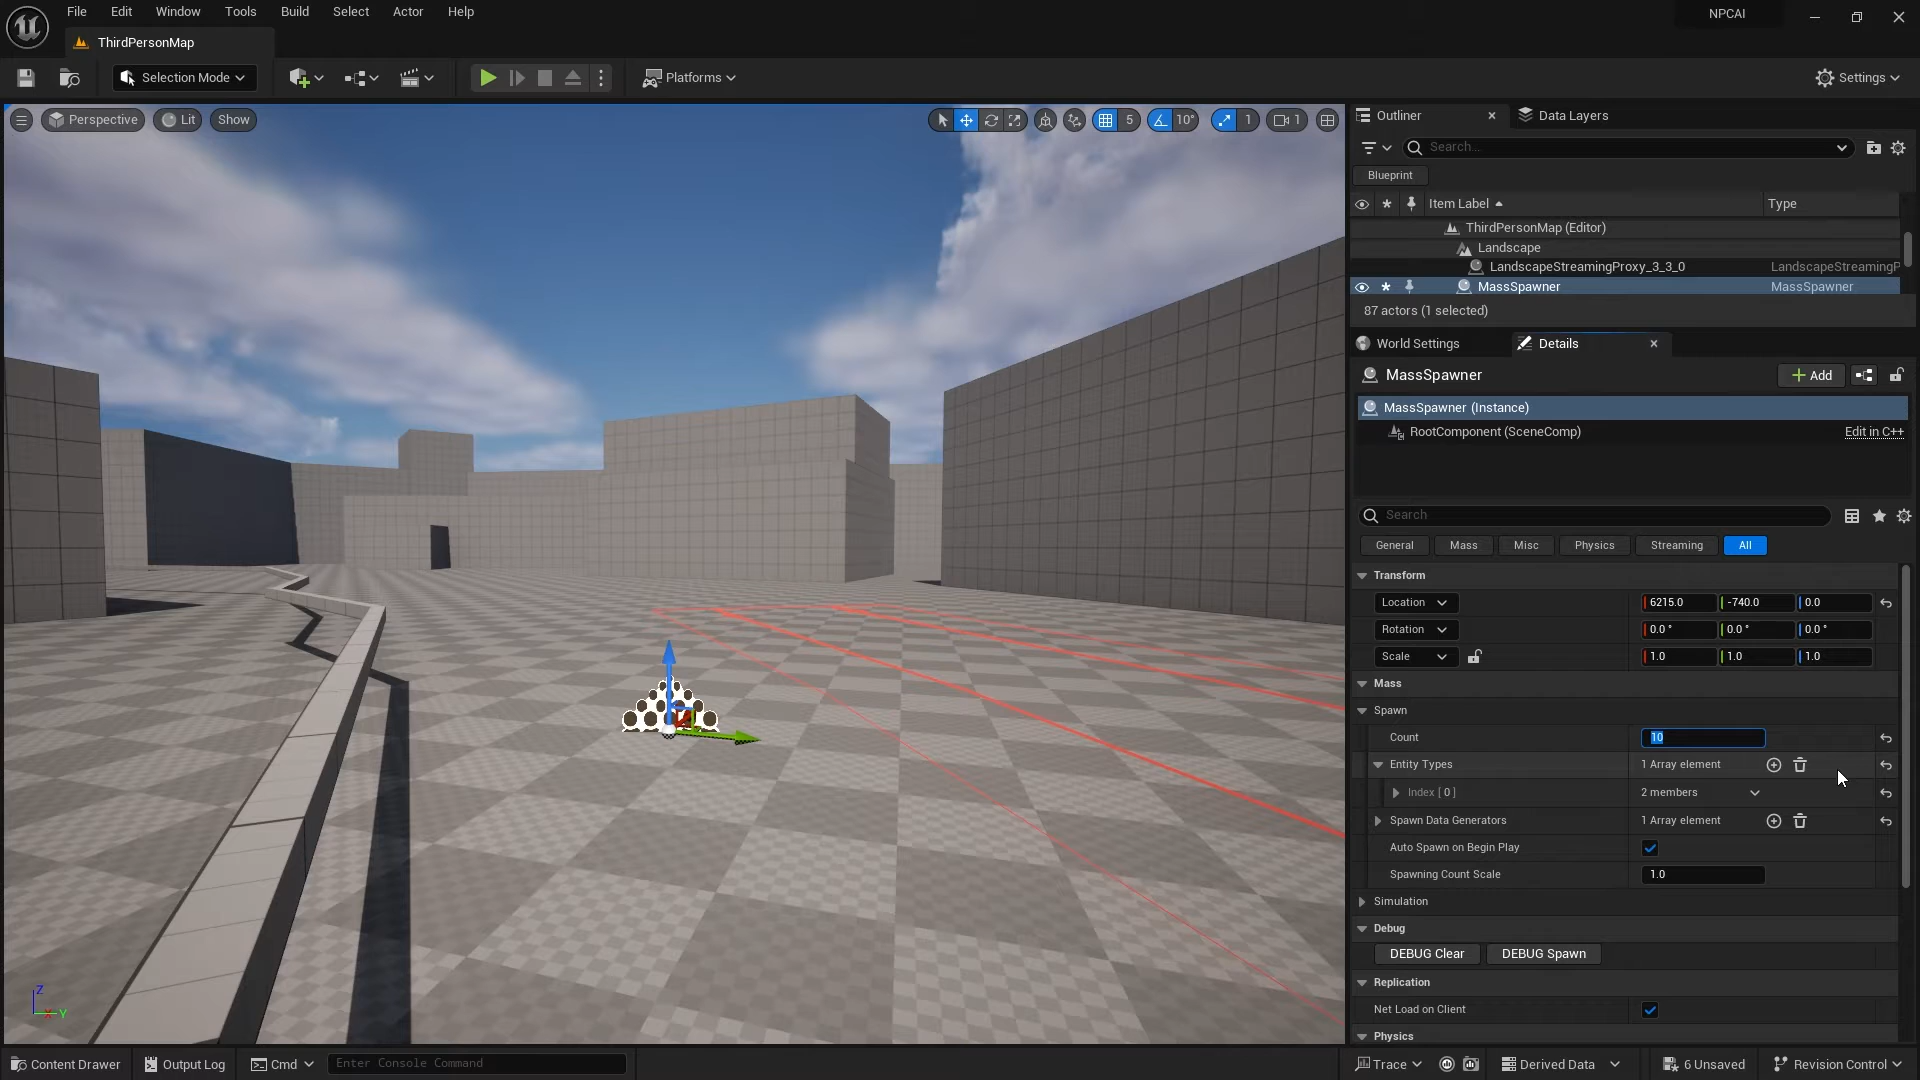 File Edit Window Tools Build Select Actor Help
NPCAI
ThirdPersonMap
Selection Mode
Platforms
Settings
Perspective Lit Show
5 10° 1 1
Outliner
Data Layers
Search...
Blueprint
Item Label Type
ThirdPersonMap (Editor)
Landscape
LandscapeStreamingProxy_3_3_0 LandscapeStreamingP
MassSpawner MassSpawner
87 actors (1 selected)
World Settings
Details
MassSpawner
Add
MassSpawner (Instance)
RootComponent (SceneComp) Edit in C++
Search
General Mass Misc Physics Streaming All
Transform
Location 6215.0 -740.0 0.0
Rotation 0.0 ° 0.0 ° 0.0 °
Scale 1.0 1.0 1.0
Mass
Spawn
Count 10
Entity Types 1 Array element
Index [ 0 ] 2 members
Spawn Data Generators 1 Array element
Auto Spawn on Begin Play
Spawning Count Scale 1.0
Simulation
Debug
DEBUG Clear DEBUG Spawn
Replication
Net Load on Client
Physics
Z
X Y
Content Drawer Output Log Cmd Enter Console Command
Trace Derived Data 6 Unsaved Revision Control